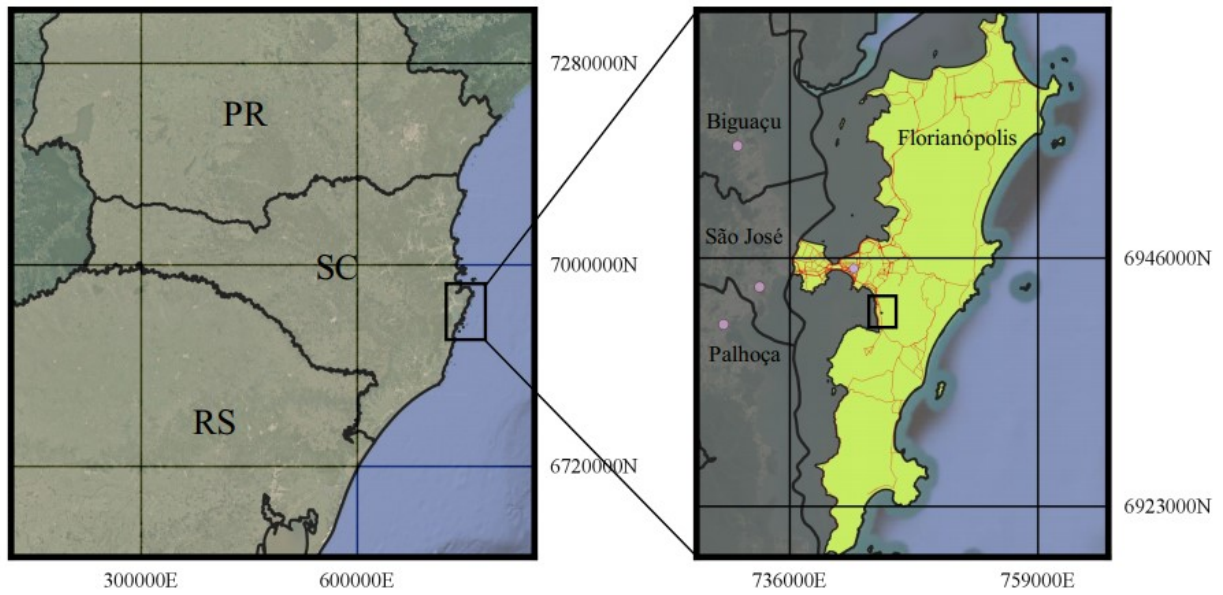 PR
SC
RS
7280000N
7000000N
6720000N
300000E
600000E
Biguaçu
Florianópolis
São José
Palhoça
6946000N
6923000N
736000E
759000E